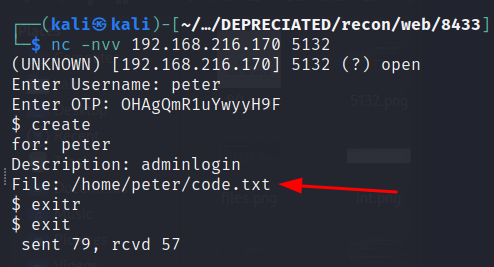 ┌──(kali㉿kali)-[~/…/DEPRECIATED/recon/web/8433]
└─$ nc -nvv 192.168.216.170 5132
(UNKNOWN) [192.168.216.170] 5132 (?) open
Enter Username: peter
Enter OTP: OHAgQmR1uYwyyH9F
$ create
for: peter
Description: adminlogin
File: /home/peter/code.txt
$ exitr
$ exit
sent 79, rcvd 57